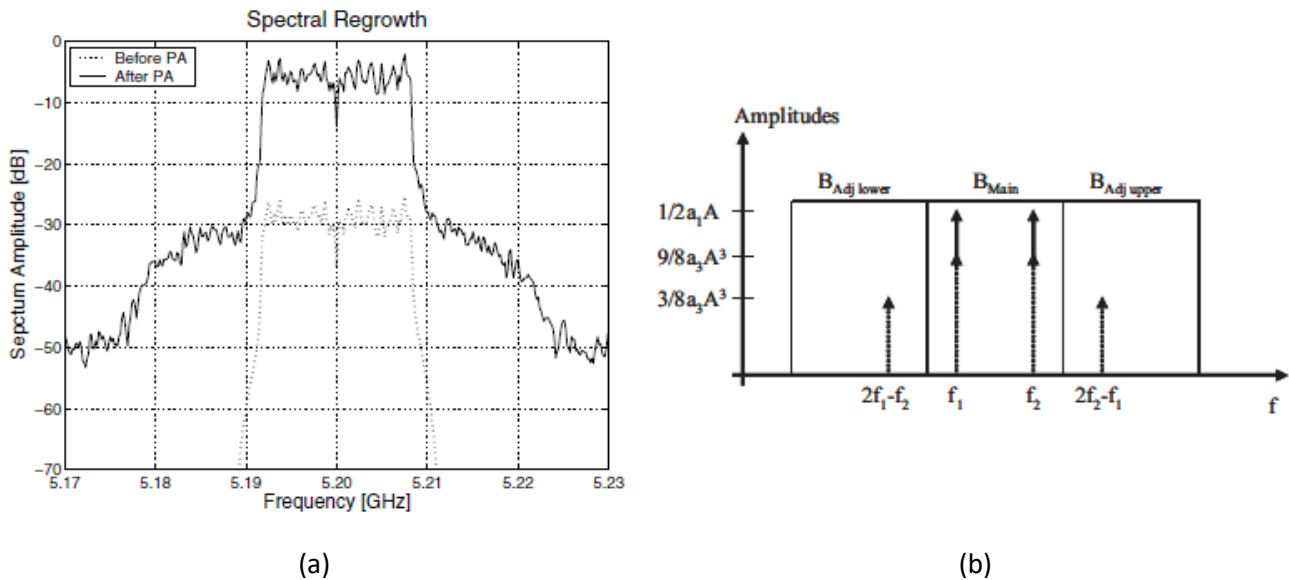 Spectral Regrowth
Before PA
After PA
0
−10
−20
−30
−40
−50
−60
−70
Sepctum Amplitude [dB]
5.17 5.18 5.19 5.20 5.21 5.22 5.23
Frequency [GHz]
(a)
Amplitudes
B_Adj lower B_Main B_Adj upper
1/2a₁A
9/8a₃A³
3/8a₃A³
2f₁-f₂ f₁ f₂ 2f₂-f₁
f
(b)